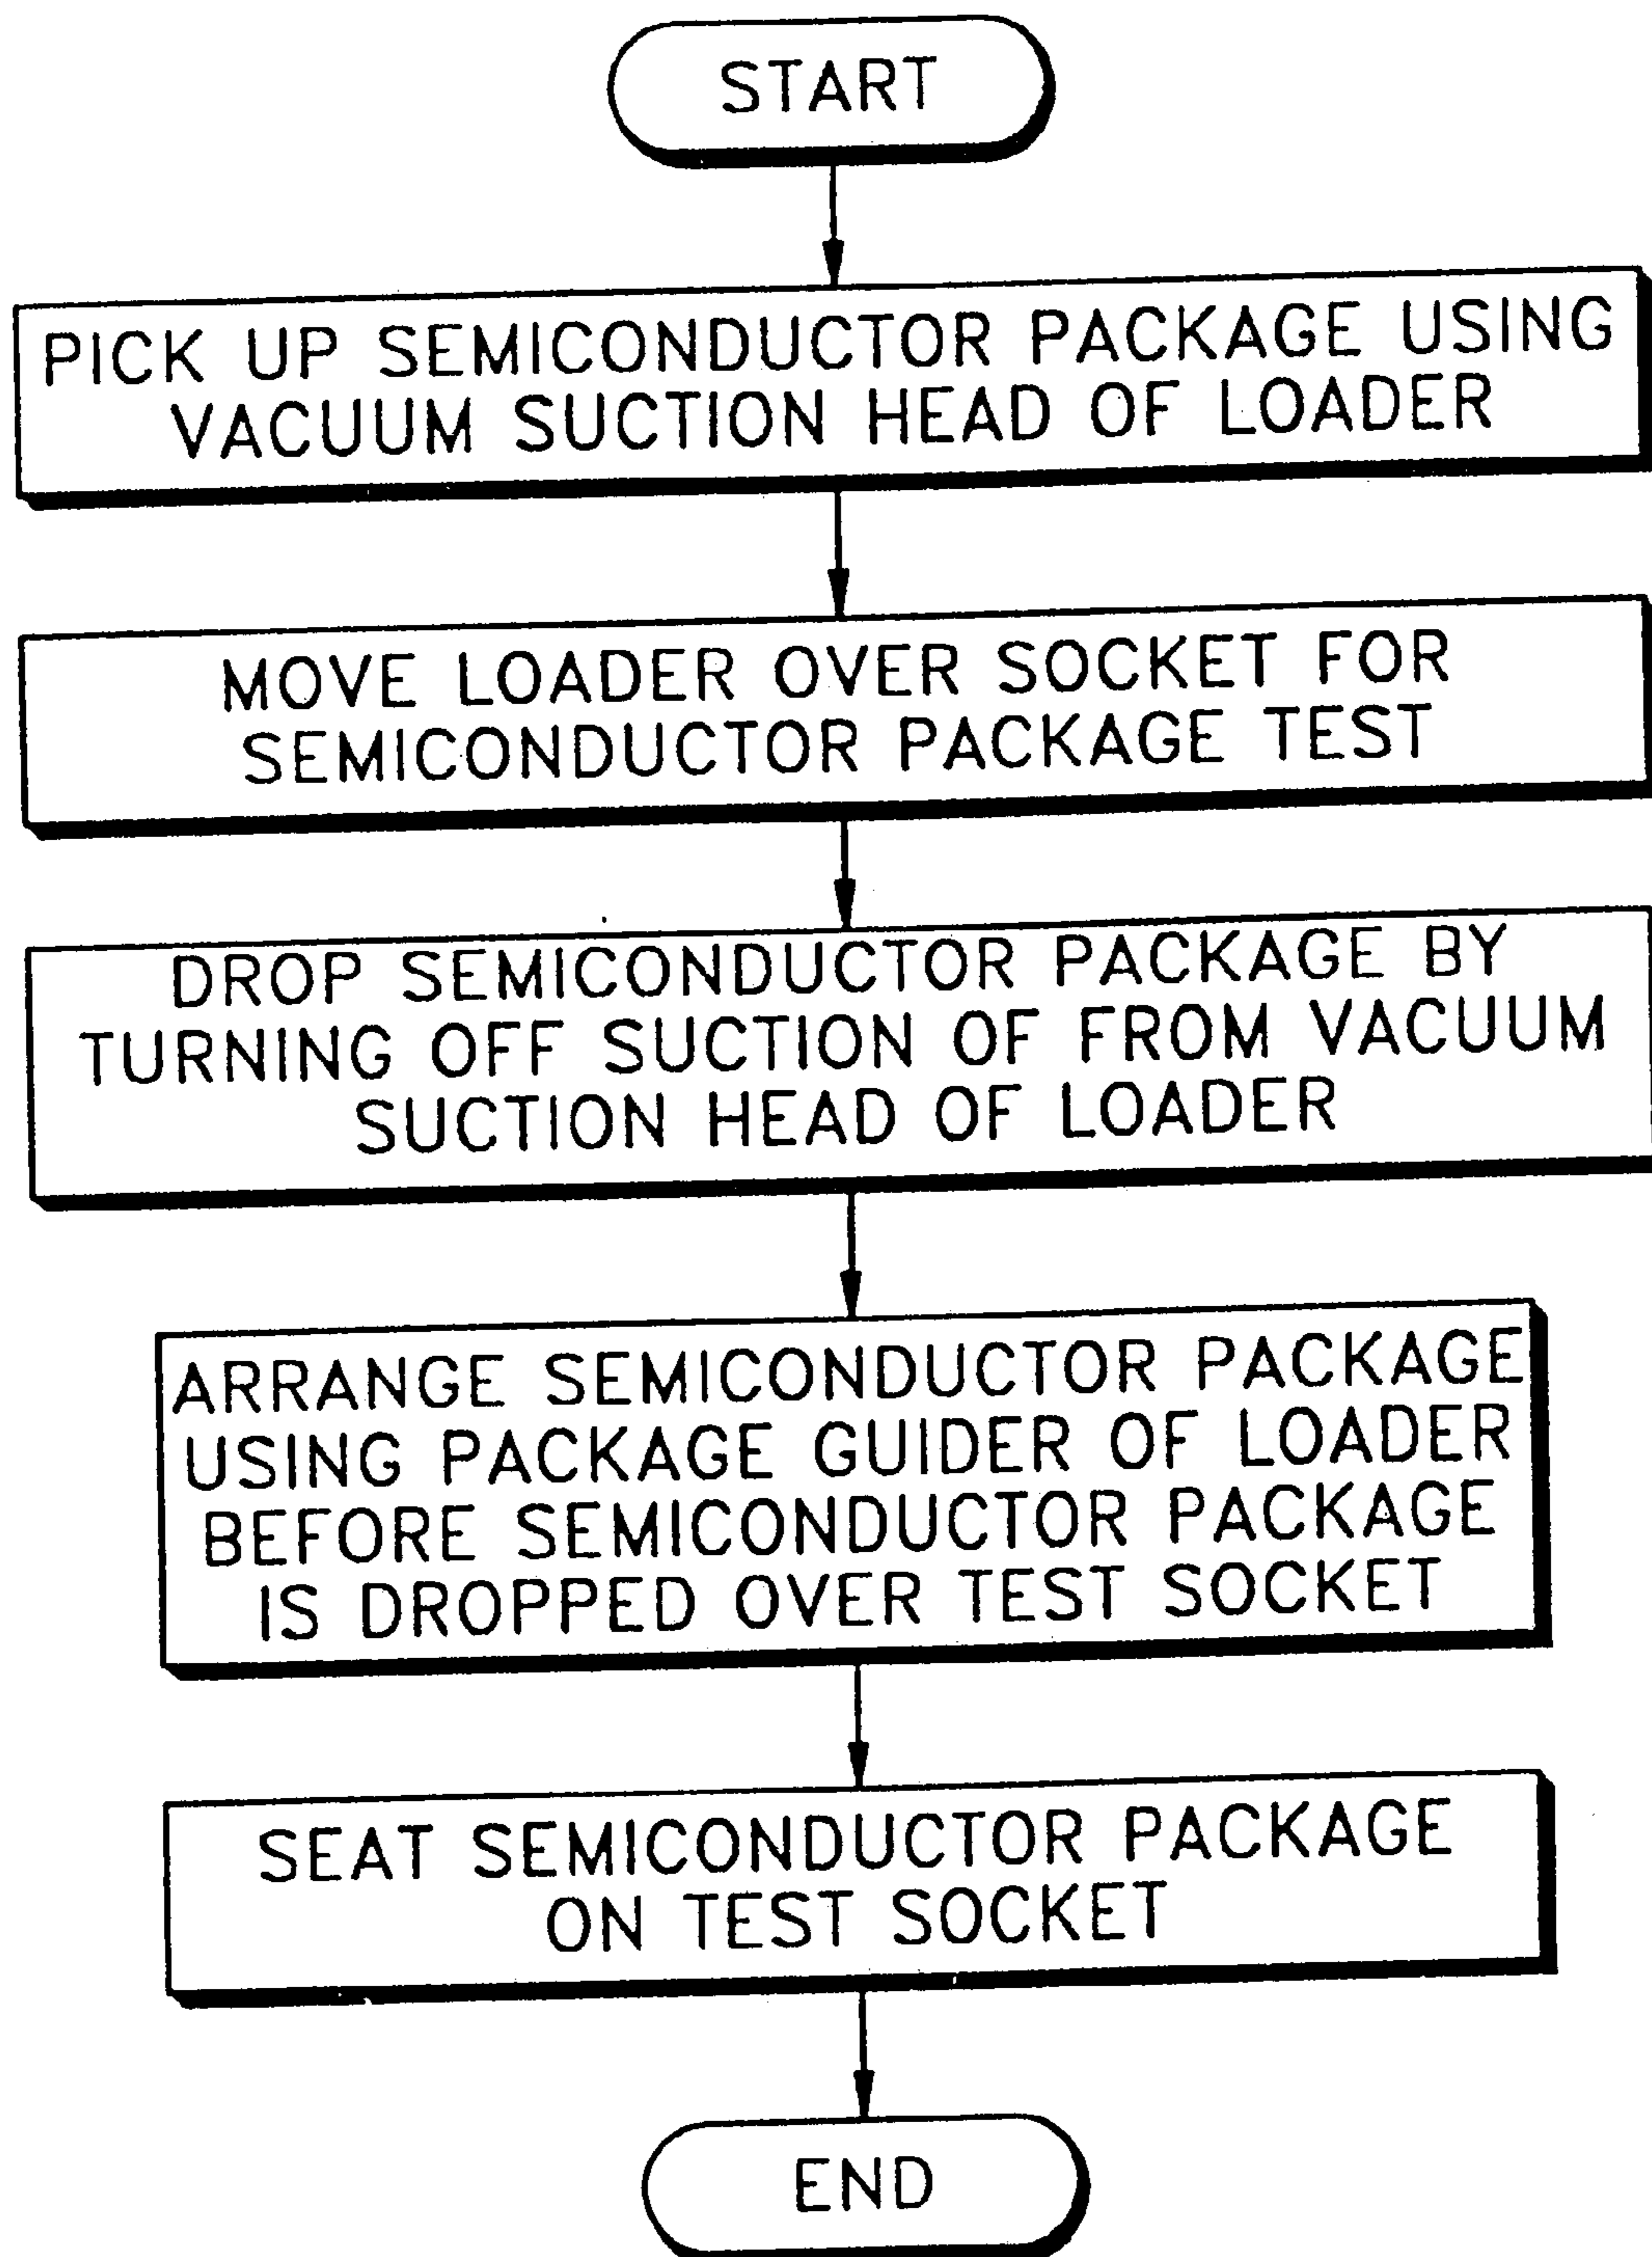 START
PICK UP SEMICONDUCTOR PACKAGE USING
VACUUM SUCTION HEAD OF LOADER
MOVE LOADER OVER SOCKET FOR
SEMICONDUCTOR PACKAGE TEST
DROP SEMICONDUCTOR PACKAGE BY
TURNING OFF SUCTION OF FROM VACUUM
SUCTION HEAD OF LOADER
ARRANGE SEMICONDUCTOR PACKAGE
USING PACKAGE GUIDER OF LOADER
BEFORE SEMICONDUCTOR PACKAGE
IS DROPPED OVER TEST SOCKET
SEAT SEMICONDUCTOR PACKAGE
ON TEST SOCKET
END